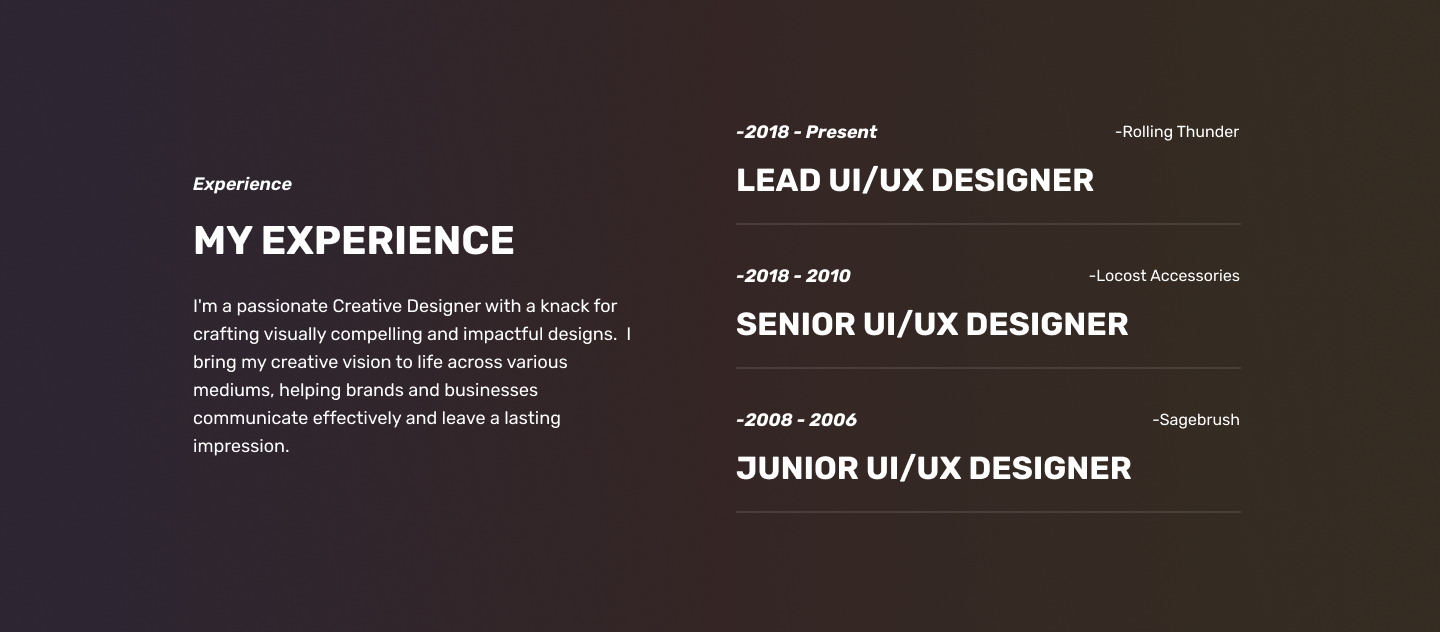 Experience
MY EXPERIENCE
I'm a passionate Creative Designer with a knack for
crafting visually compelling and impactful designs.  I
bring my creative vision to life across various
mediums, helping brands and businesses
communicate effectively and leave a lasting
impression.
-2018 - Present
-Rolling Thunder
LEAD UI/UX DESIGNER
-2018 - 2010
-Locost Accessories
SENIOR UI/UX DESIGNER
-2008 - 2006
-Sagebrush
JUNIOR UI/UX DESIGNER